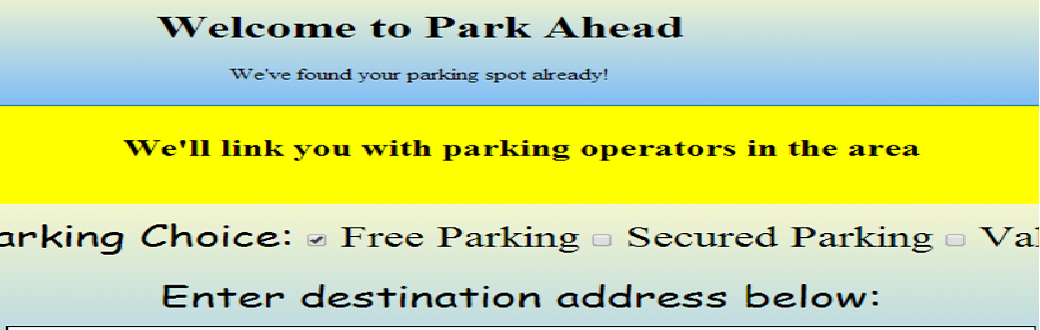 Welcome to Park Ahead
We've found your parking spot already!
We'll link you with parking operators in the area
arking Choice: Free Parking Secured Parking Val
Enter destination address below: